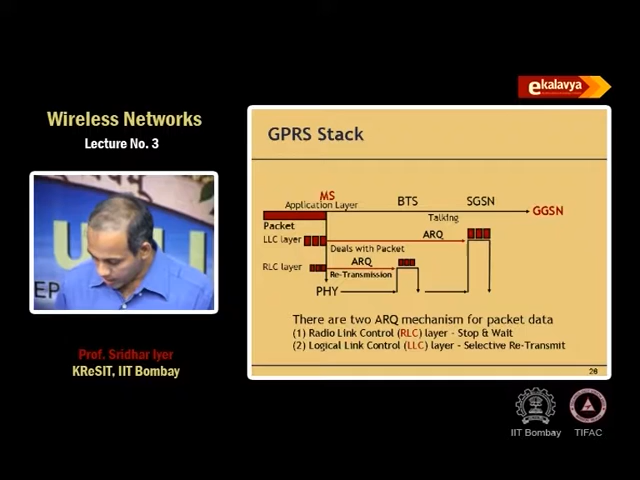 ekalavya
Wireless Networks
Lecture No. 3
GPRS Stack
MS
BTS
SGSN
Application Layer
GGSN
Talking
Packet
ARQ
LLC layer
Deals with Packet
ARQ
RLC layer
Re-Transmission
PHY
There are two ARQ mechanism for packet data
(1) Radio Link Control (RLC) layer - Stop & Wait
(2) Logical Link Control (LLC) layer - Selective Re-Transmit
EP
Prof. Sridhar Iyer
KReSIT, IIT Bombay
IIT Bombay
TIFAC